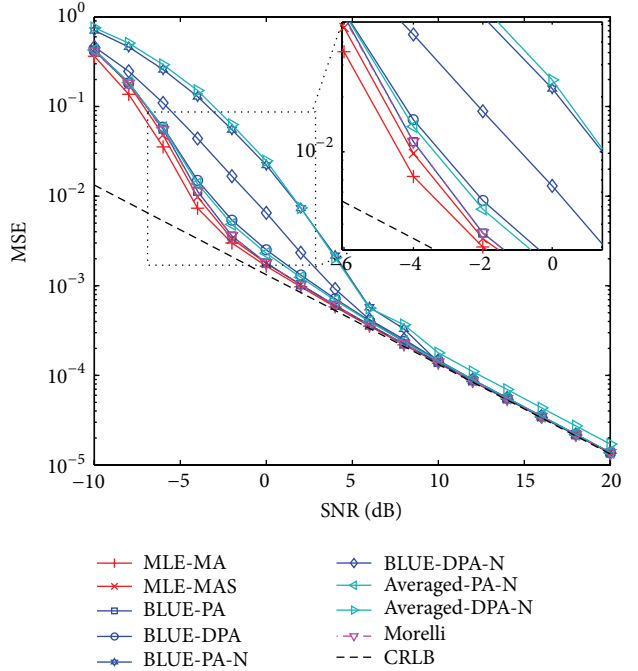 10^0
10^-1
10^-2
10^-3
10^-4
10^-5
MSE
-10
-5
0
5
10
15
20
SNR (dB)
10^-2
-6
-4
-2
0
MLE-MA
MLE-MAS
BLUE-PA
BLUE-DPA
BLUE-PA-N
BLUE-DPA-N
Averaged-PA-N
Averaged-DPA-N
Morelli
CRLB